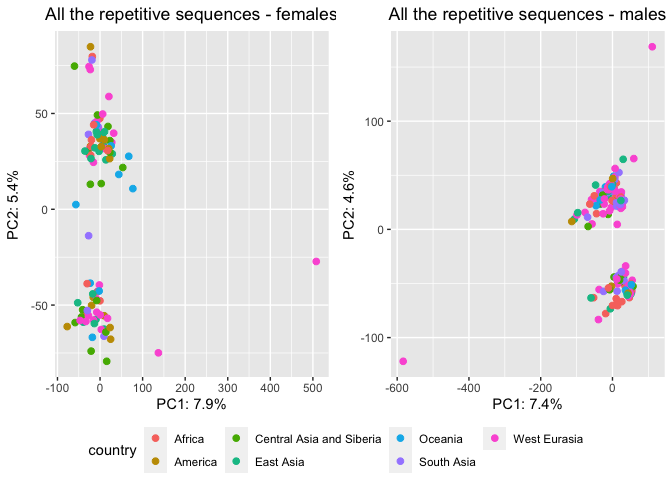 All the repetitive sequences - females
PC2: 5.4%
50
0
-50
-100
0
100
200
300
400
500
PC1: 7.9%
All the repetitive sequences - males
PC2: 4.6%
100
0
-100
-600
-400
-200
0
PC1: 7.4%
country
Africa
America
Central Asia and Siberia
East Asia
Oceania
South Asia
West Eurasia